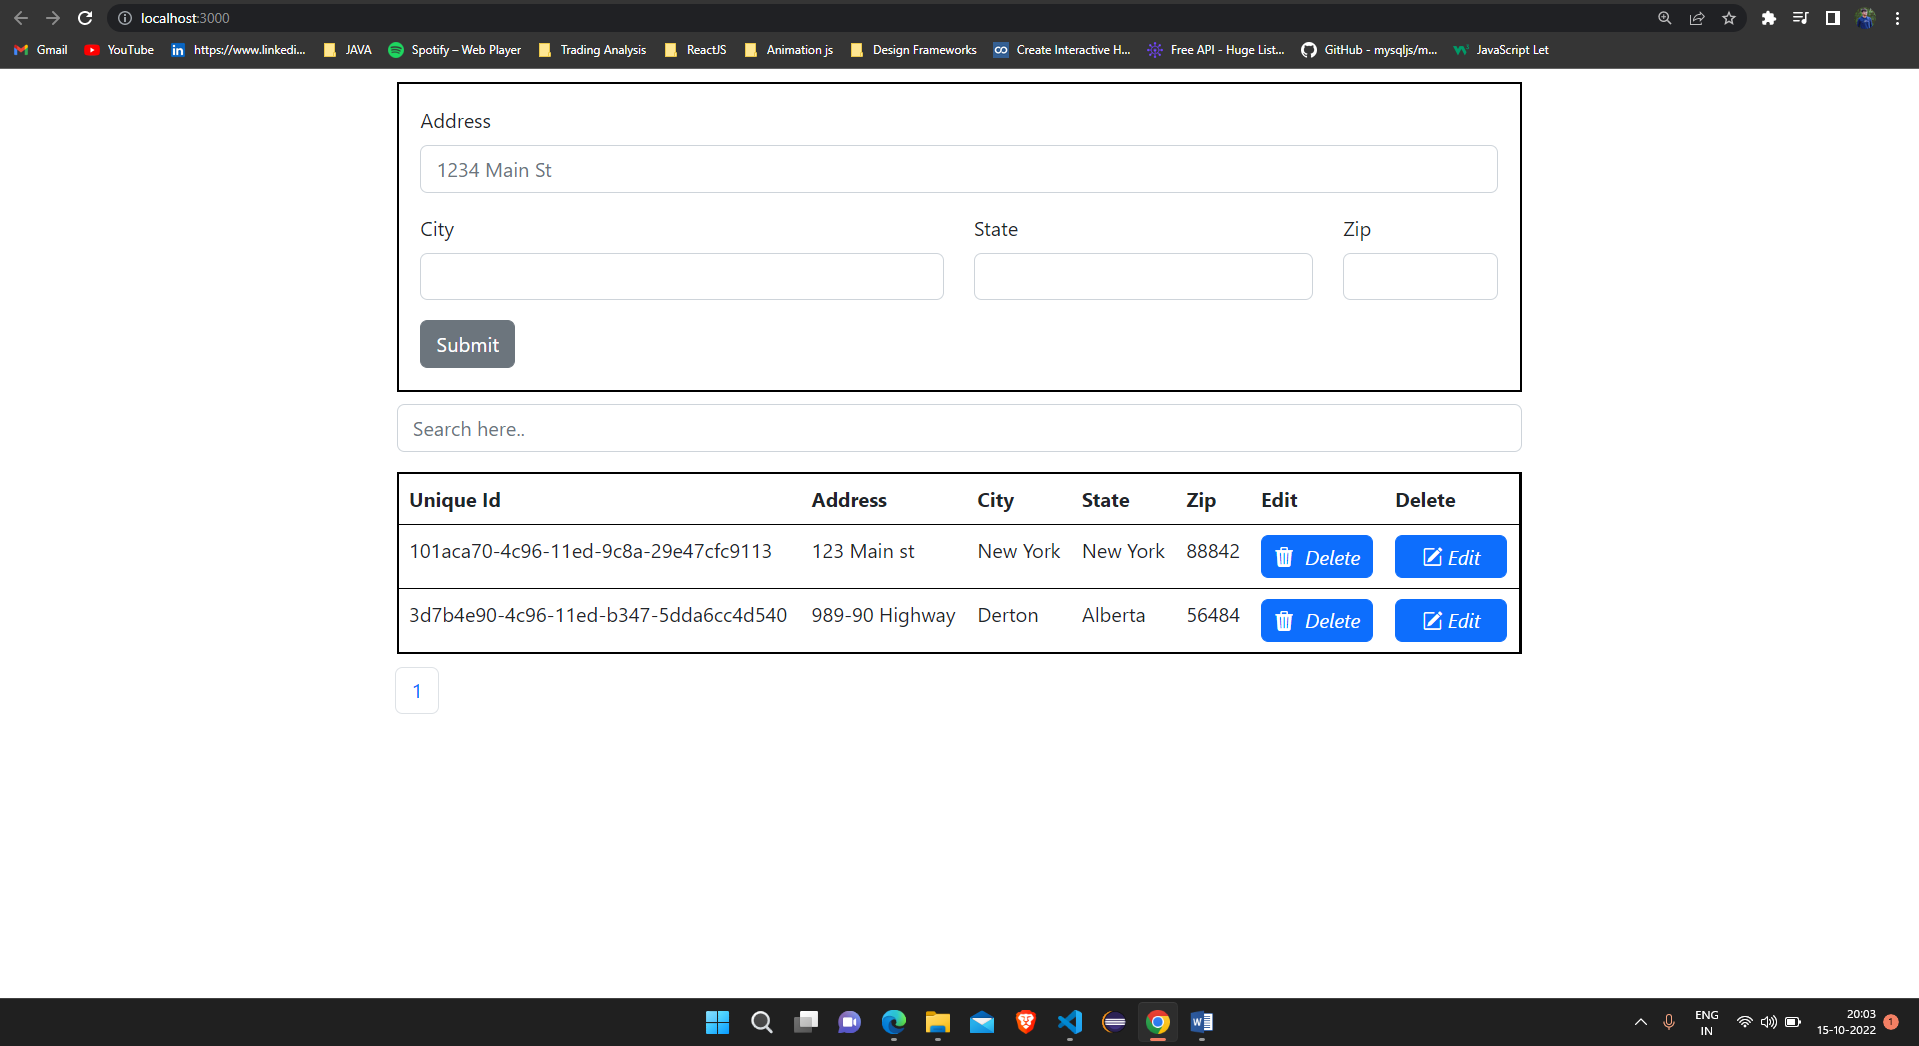 localhost:3000
Gmail YouTube https://www.linkedi... JAVA Spotify – Web Player Trading Analysis ReactJS Animation js Design Frameworks Create Interactive H... Free API - Huge List... GitHub - mysqljs/m... JavaScript Let
Address
1234 Main St
City State Zip
Submit
Search here..
Unique Id Address City State Zip Edit Delete
101aca70-4c96-11ed-9c8a-29e47cfc9113 123 Main st New York New York 88842 Delete Edit
3d7b4e90-4c96-11ed-b347-5dda6cc4d540 989-90 Highway Derton Alberta 56484 Delete Edit
1
ENG 20:03
IN 15-10-2022 1